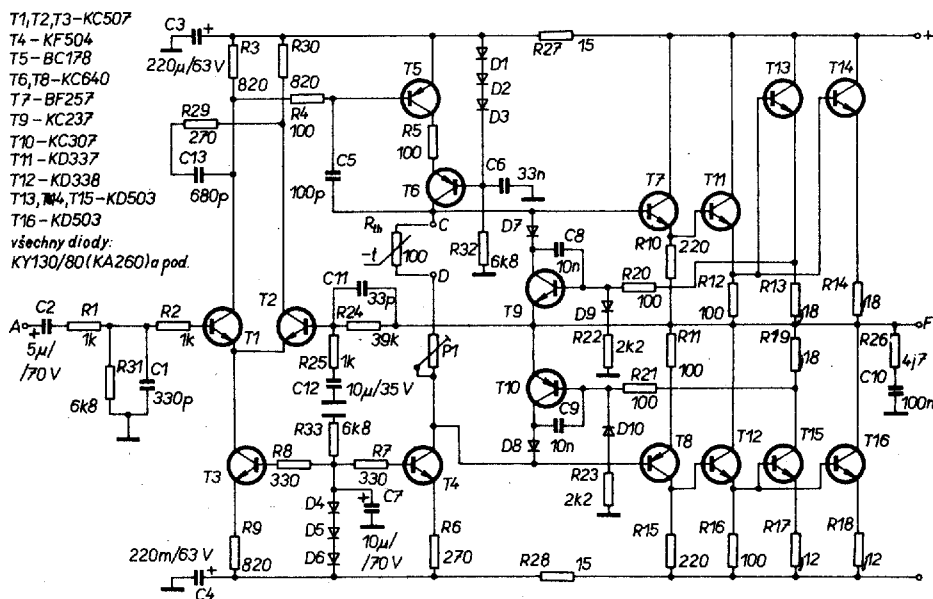 T1,T2,T3-KC507
T4-KF504
T5-BC178
T6,T8-KC640
T7-BF257
T9-KC237
T10-KC307
T11-KD337
T12-KD338
T13,T14,T15-KD503
T16-KD503
všechny diody:
KY130/80(KA260)a pod.
C3
+
220µ/63V
R3
820
R30
820
R4
100
R29
270
C13
680p
C5
100p
T5
R5
100
T6
D1
D2
D3
C6
33n
R27
15
+
T13
T14
T7
T11
Rth
-t
100
C
D
R32
6k8
D7
C8
10n
T9
R20
100
D9
R22
2k2
R10
220
R12
100
R13
,18
R14
,18
F
A
C2
+
5µ
/70V
R1
1k
R2
1k
R31
6k8
C1
330p
T1
T2
C11
33p
R24
39k
R25
1k
C12
10µ/35V
P1
R11
100
R19
,18
R26
4j7
C10
100n
T10
R21
100
C9
10n
D8
D10
R23
2k2
R33
6k8
T3
R8
330
R7
330
T4
T8
T12
T15
T16
D4
D5
D6
+
C7
10µ/
/70V
R9
820
R6
270
R15
220
R16
100
R17
,12
R18
,12
220m/63V
+
C4
R28
15
-